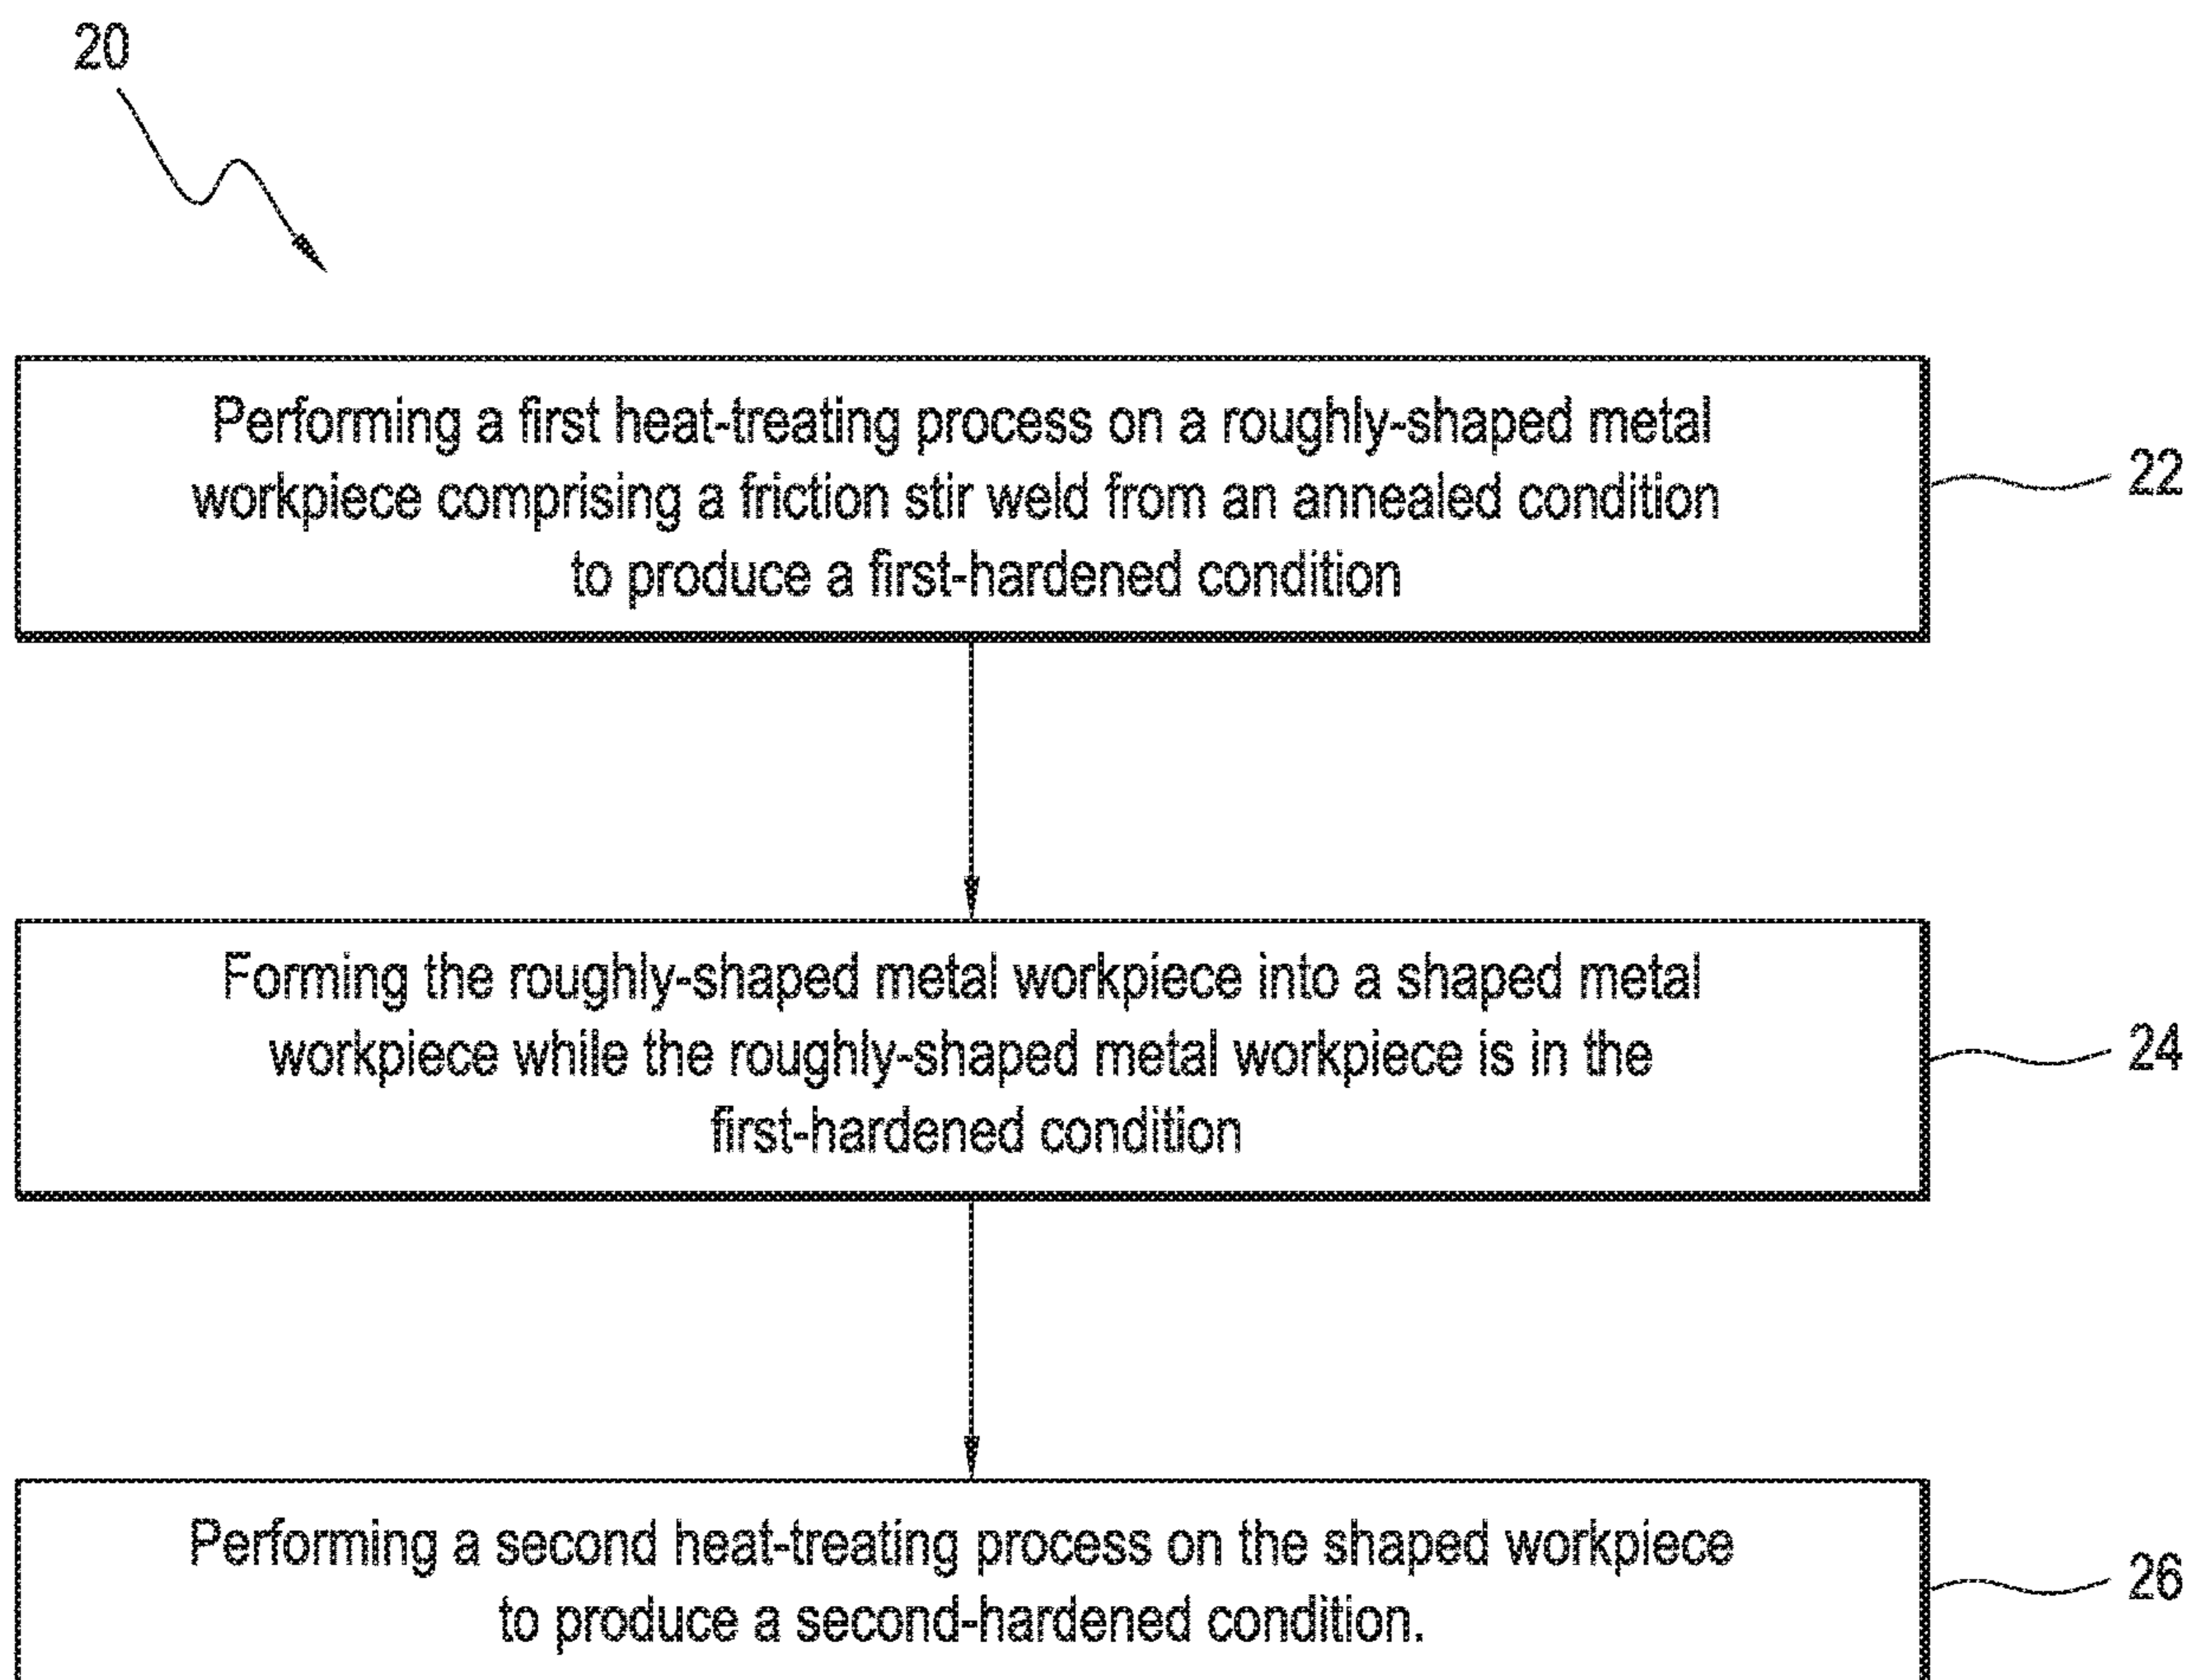 20
Performing a first heat-treating process on a roughly-shaped metal
workpiece comprising a friction stir weld from an annealed condition
to produce a first-hardened condition
22
Forming the roughly-shaped metal workpiece into a shaped metal
workpiece while the roughly-shaped metal workpiece is in the
first-hardened condition
24
Performing a second heat-treating process on the shaped workpiece
to produce a second-hardened condition.
26